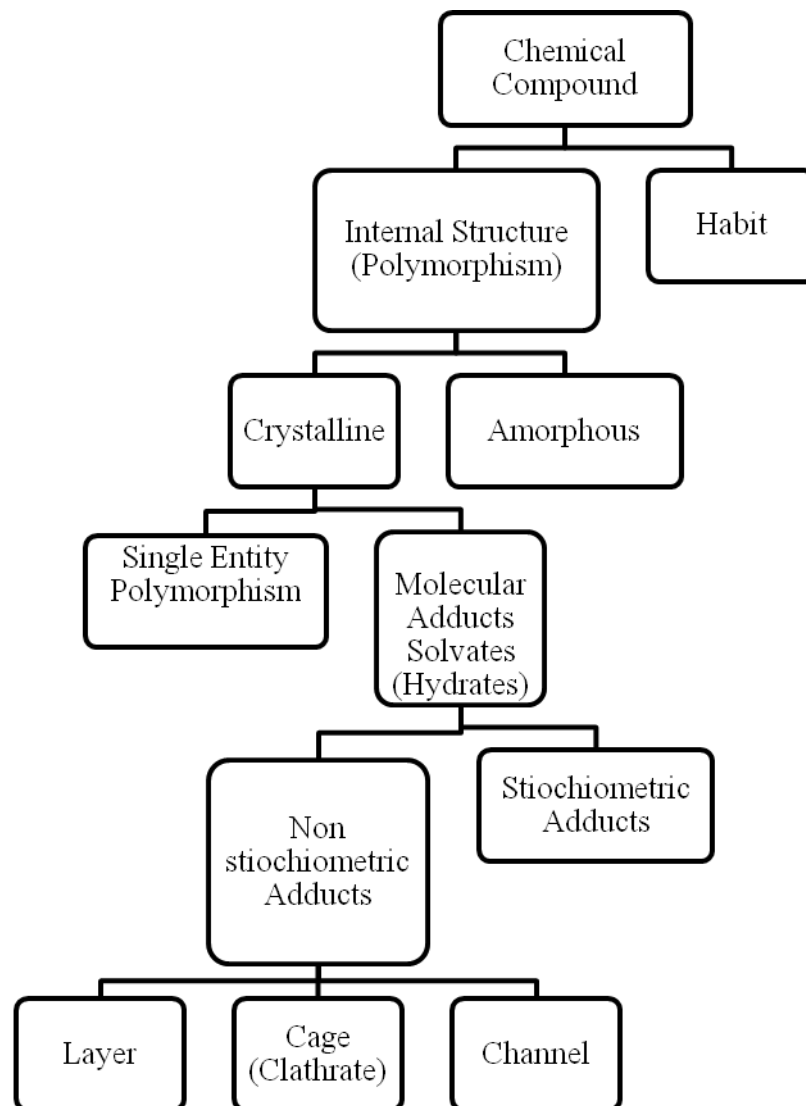 Chemical
Compound
Internal Structure
(Polymorphism)
Habit
Crystalline
Amorphous
Single Entity
Polymorphism
Molecular
Adducts
Solvates
(Hydrates)
Non
stiochiometric
Adducts
Stiochiometric
Adducts
Layer
Cage
(Clathrate)
Channel